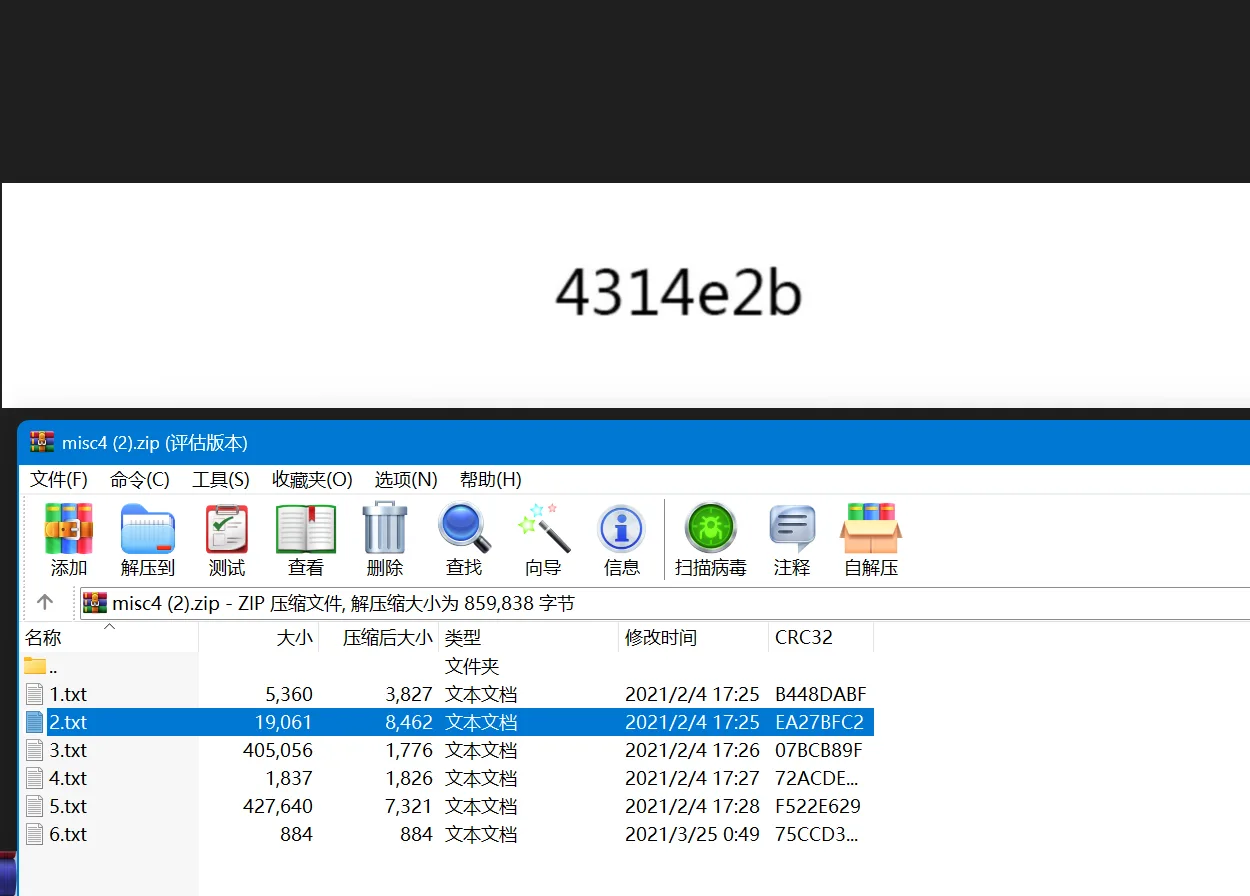 4314e2b
misc4 (2).zip (评估版本)
文件(F) 命令(C) 工具(S) 收藏夹(O) 选项(N) 帮助(H)
添加 解压到 测试 查看 删除 查找 向导 信息 扫描病毒 注释 自解压
misc4 (2).zip - ZIP 压缩文件, 解压缩大小为 859,838 字节
名称 大小 压缩后大小 类型 修改时间 CRC32
.. 文件夹
1.txt 5,360 3,827 文本文档 2021/2/4 17:25 B448DABF
2.txt 19,061 8,462 文本文档 2021/2/4 17:25 EA27BFC2
3.txt 405,056 1,776 文本文档 2021/2/4 17:26 07BCB89F
4.txt 1,837 1,826 文本文档 2021/2/4 17:27 72ACDE...
5.txt 427,640 7,321 文本文档 2021/2/4 17:28 F522E629
6.txt 884 884 文本文档 2021/3/25 0:49 75CCD3...